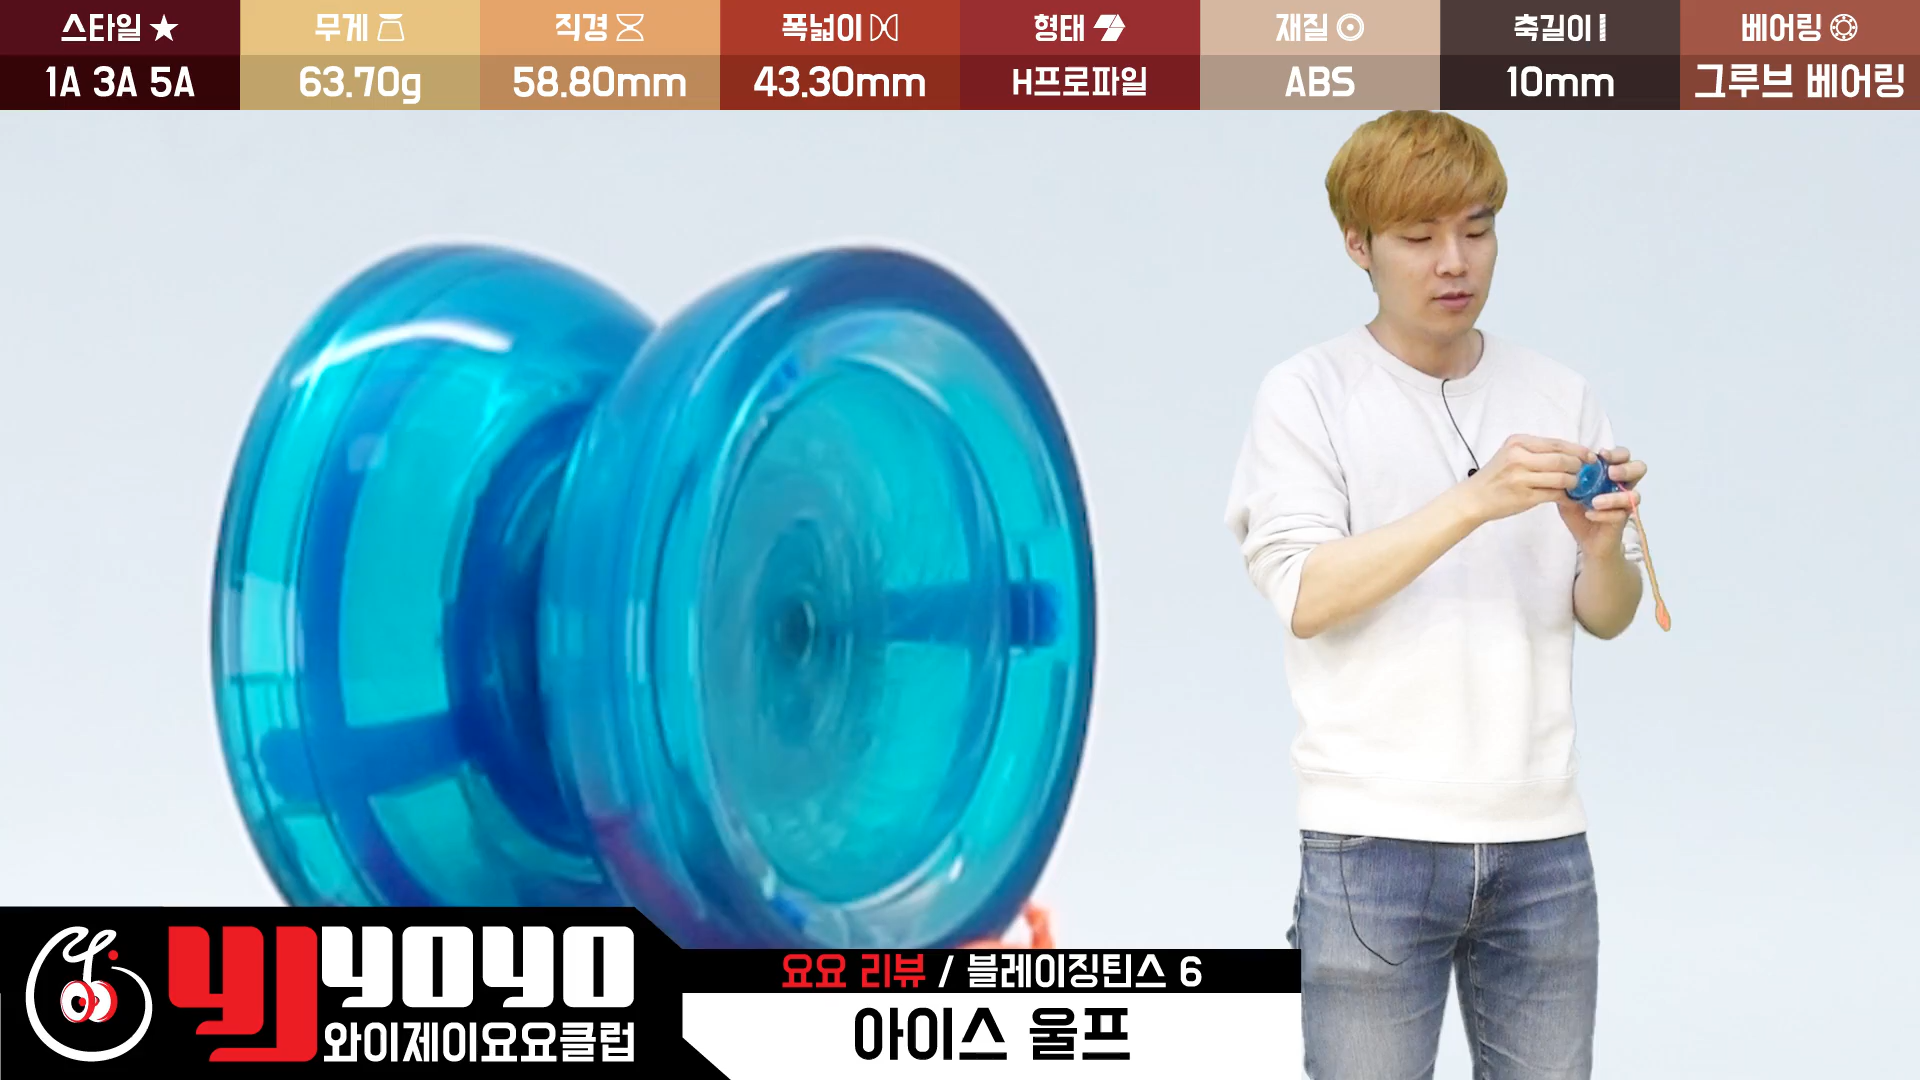 스타일 무게 직경 폭넓이 형태 재질 축길이 베어링
1A 3A 5A 63.70g 58.80mm 43.30mm H프로파일 ABS 10mm 그루브 베어링
YJYOYO
와이제이요요클럽
요요 리뷰 / 블레이징틴스 6
아이스 울프